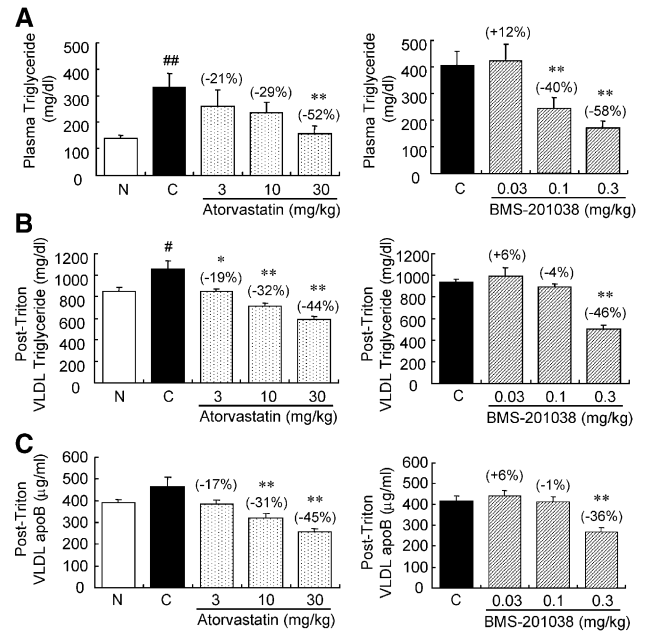 A
Plasma Triglyceride
(mg/dl)
500
400
300
200
100
0
##
(-21%)
(-29%)
**
(-52%)
N
C
3
10
30
Atorvastatin (mg/kg)
Plasma Triglyceride
(mg/dl)
500
400
300
200
100
0
(+12%)
**
(-40%)
**
(-58%)
C
0.03
0.1
0.3
BMS-201038 (mg/kg)
B
Post-Triton
VLDL Triglyceride (mg/dl)
1200
1000
800
600
400
200
0
#
*
(-19%)
**
(-32%)
**
(-44%)
N
C
3
10
30
Atorvastatin (mg/kg)
Post-Triton
VLDL Triglyceride (mg/dl)
1200
1000
800
600
400
200
0
(+6%)
(-4%)
**
(-46%)
C
0.03
0.1
0.3
BMS-201038 (mg/kg)
C
Post-Triton
VLDL apoB (μg/ml)
600
500
400
300
200
100
0
(-17%)
**
(-31%)
**
(-45%)
N
C
3
10
30
Atorvastatin (mg/kg)
Post-Triton
VLDL apoB (μg/ml)
600
500
400
300
200
100
0
(+6%)
(-1%)
**
(-36%)
C
0.03
0.1
0.3
BMS-201038 (mg/kg)